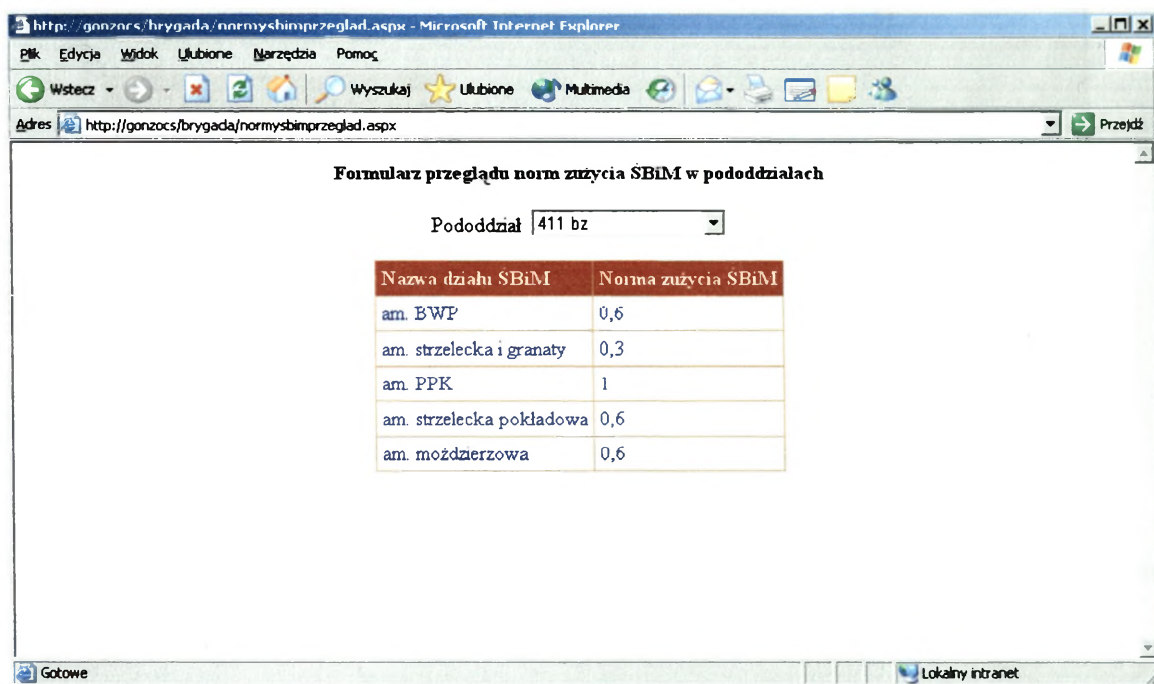 http://gonzocs/brygada/normysbimprzeglad.aspx - Microsoft Internet Explorer
Plik Edycja Widok Ulubione Narzędzia Pomoc
Wstecz Wyszukaj Ulubione Multimedia
Adres http://gonzocs/brygada/normysbimprzeglad.aspx Przejdź
Formularz przeglądu norm zużycia ŚBiM w pododdziałach
Pododdział 411 bz
Nazwa działu ŚBiM Norma zużycia ŚBiM
am. BWP 0,6
am. strzelecka i granaty 0,3
am. PPK 1
am. strzelecka pokładowa 0,6
am. moździerzowa 0,6
Gotowe Lokalny intranet